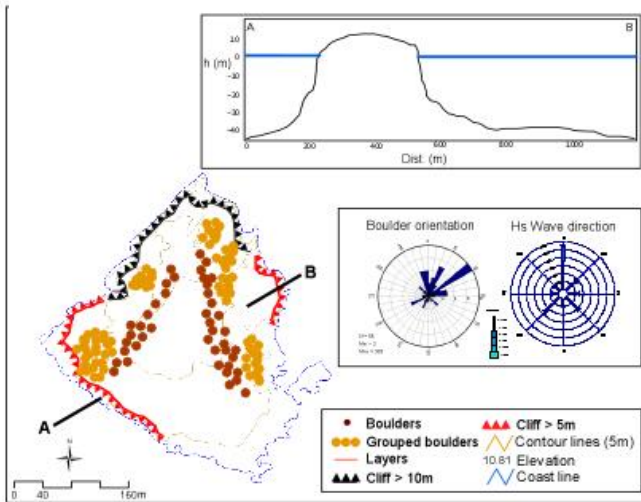 A B
10
0
-10
-20
-30
-40
h (m)
0 200 400 600 800 1000
Dist. (m)
Boulder orientation
Hs Wave direction
B
A
N
0 40 80 160m
Boulders
Grouped boulders
Layers
Cliff > 10m
Cliff > 5m
Contour lines (5m)
10.81 Elevation
Coast line